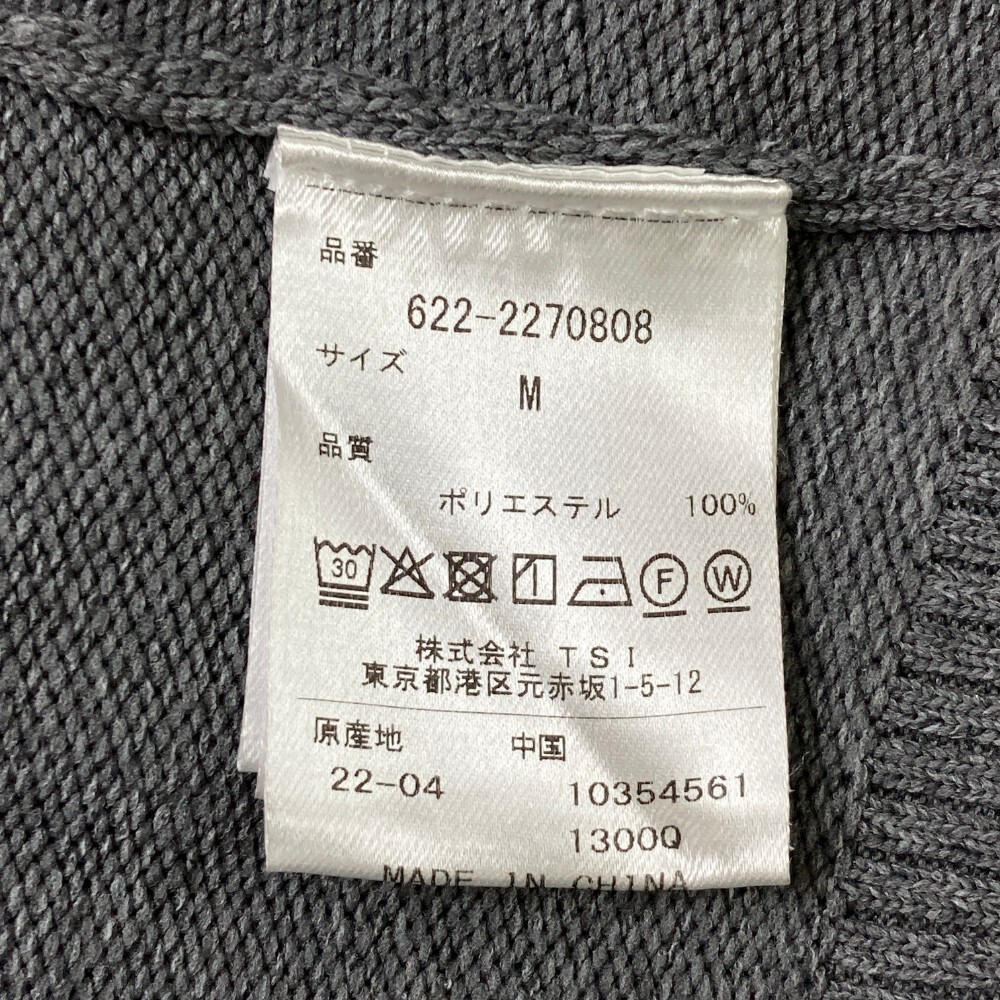 品番
622-2270808
サイズ
M
品質
ポリエステル 100%
30 F W
株式会社 TSI
東京都港区元赤坂1-5-12
原産地 中国
22-04 10354561
1300Q
MADE IN CHINA